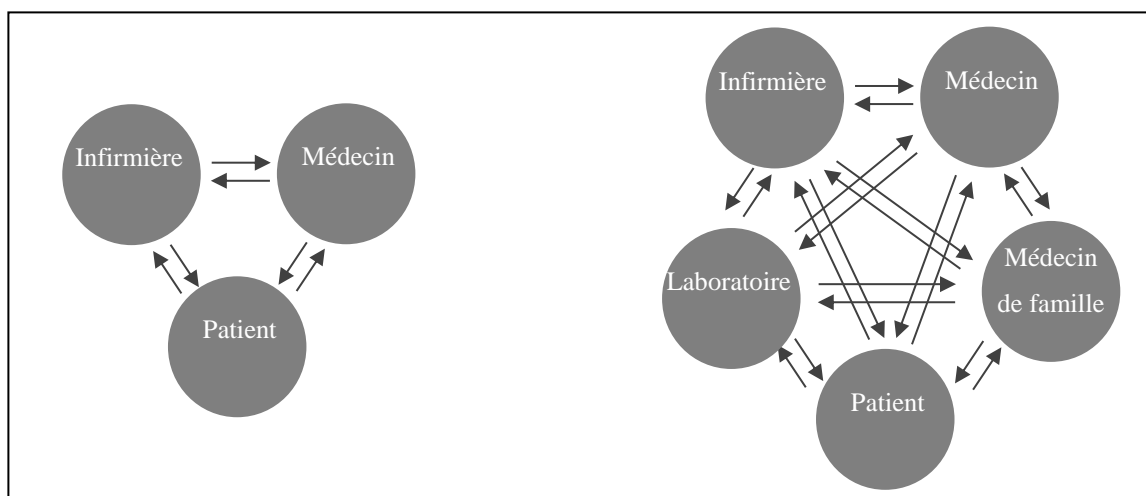 Infirmière
Médecin
Patient
Infirmière
Médecin
Laboratoire
Médecin
de famille
Patient